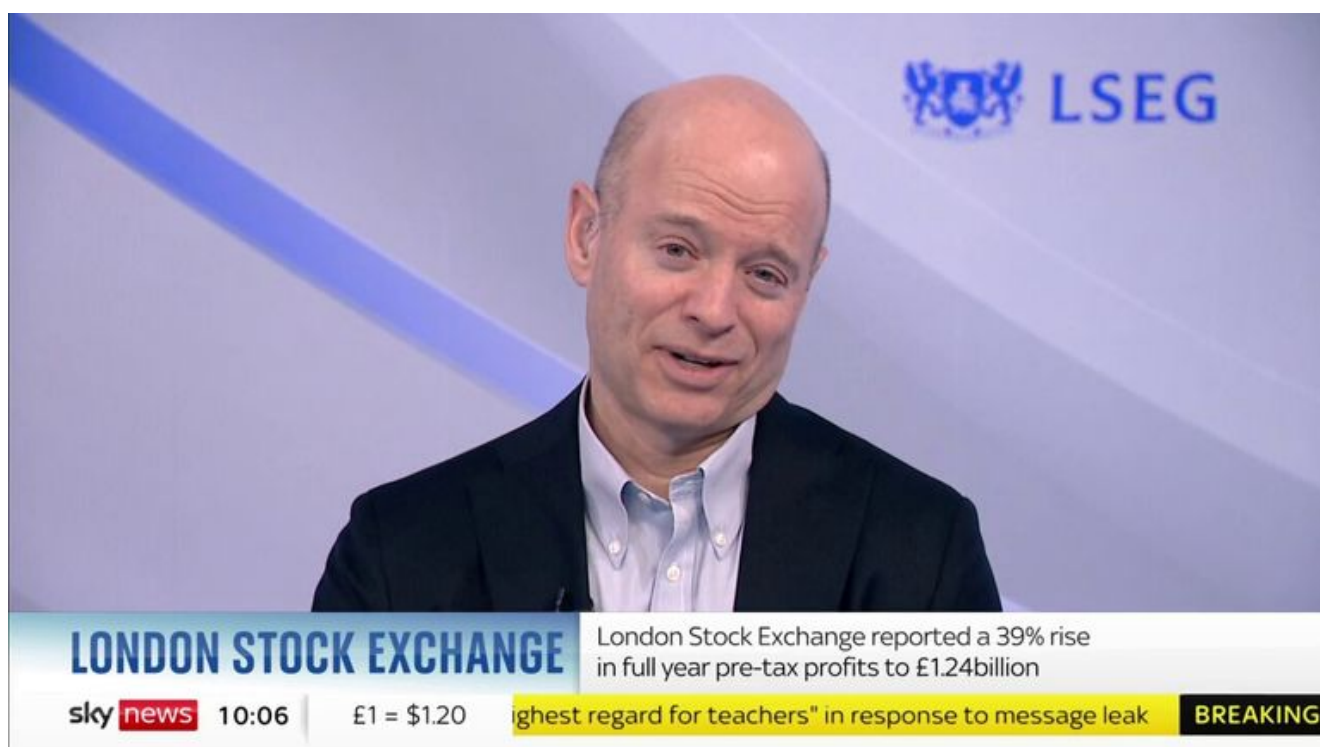 LSEG
LONDON STOCK EXCHANGE
London Stock Exchange reported a 39% rise
in full year pre-tax profits to £1.24billion
sky news 10:06 £1 = $1.20 ighest regard for teachers" in response to message leak BREAKING